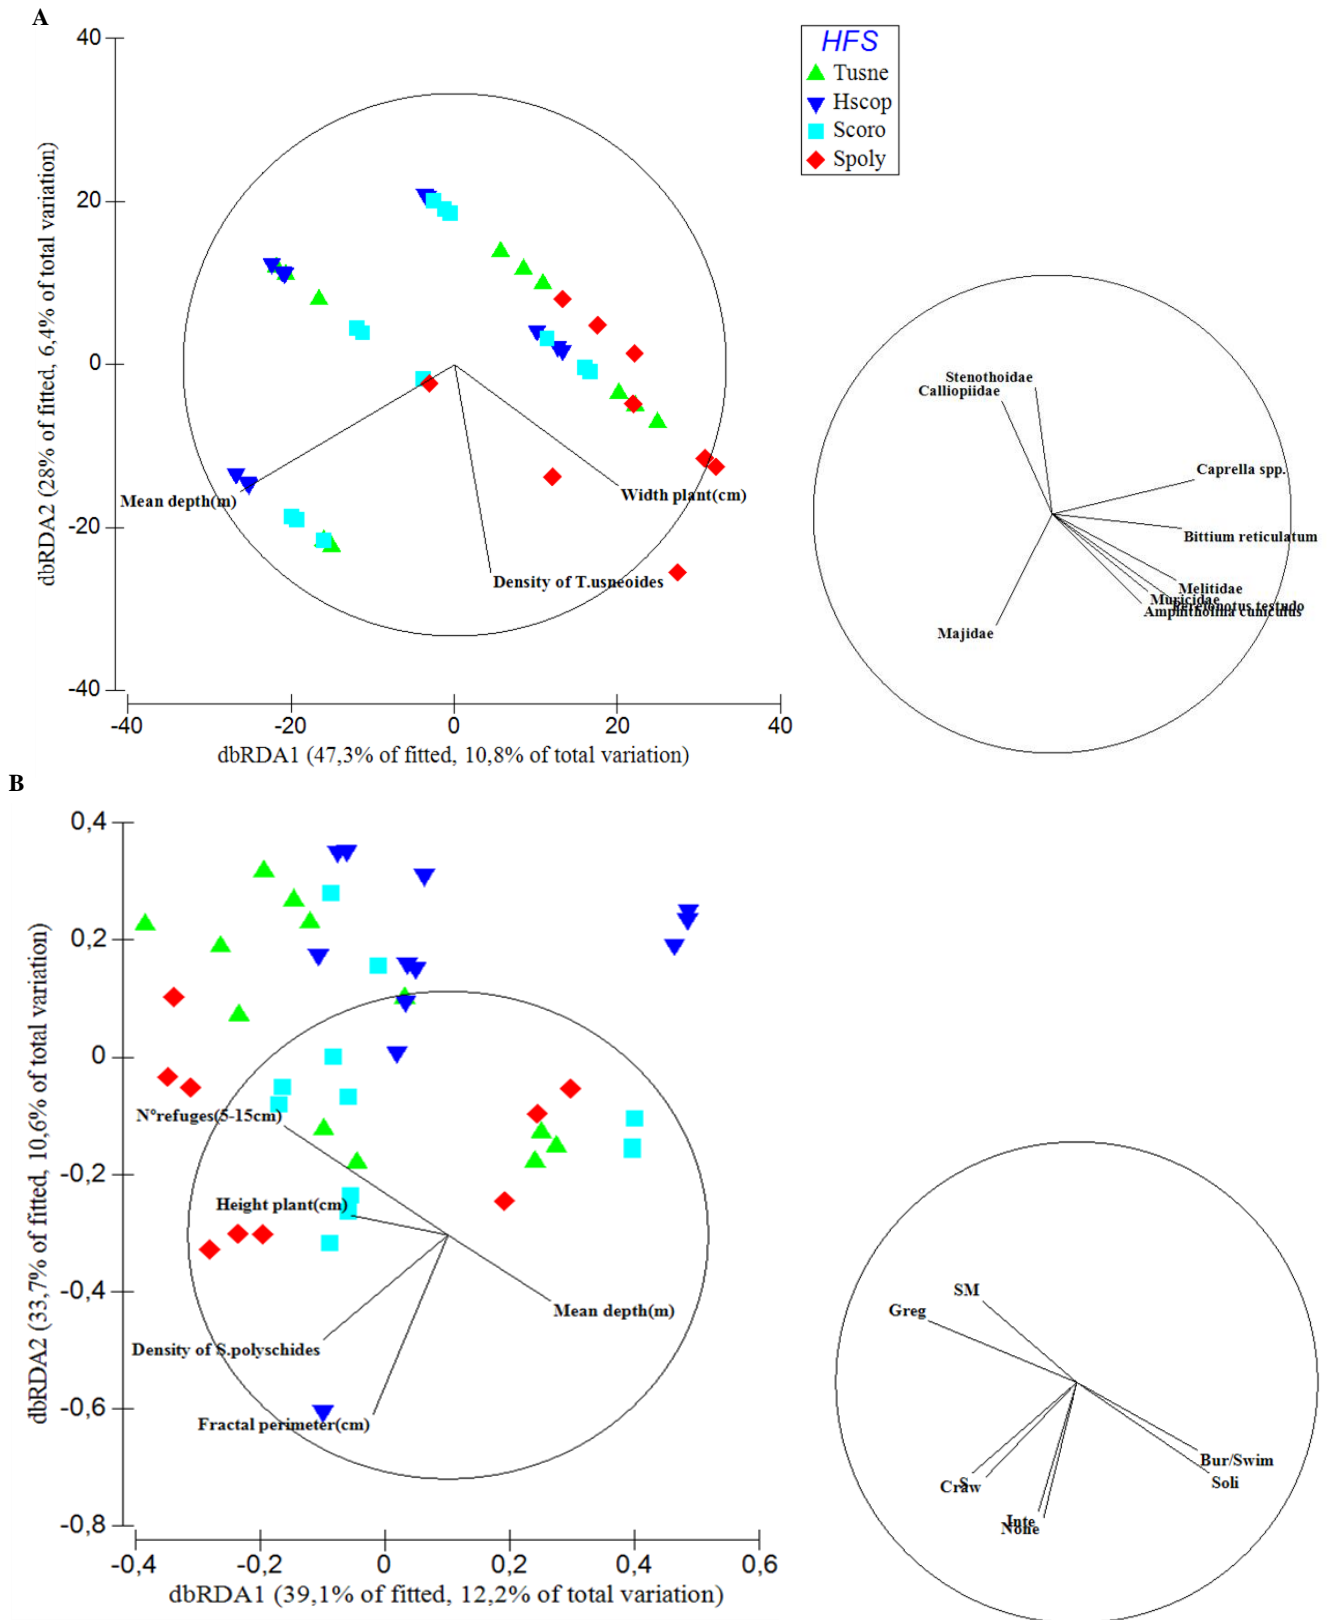 A
HFS
Tusne
Hscop
Scoro
Spoly
40
20
0
-20
-40
dbRDA2 (28% of fitted, 6,4% of total variation)
Mean depth(m)
Width plant(cm)
Density of T.usneoides
-40
-20
0
20
40
dbRDA1 (47,3% of fitted, 10,8% of total variation)
Stenothoidae
Calliopiidae
Caprella spp.
Bittium reticulatum
Melitidae
Muricidae
Majidae
B
0,4
0,2
0
-0,2
-0,4
-0,6
-0,8
dbRDA2 (33,7% of fitted, 10,6% of total variation)
N°refuges(5-15cm)
Height plant(cm)
Mean depth(m)
Density of S.polyschides
Fractal perimeter(cm)
-0,4
-0,2
0
0,2
0,4
0,6
dbRDA1 (39,1% of fitted, 12,2% of total variation)
SM
Greg
Bur/Swim
Soli
S
Craw
Inte
None